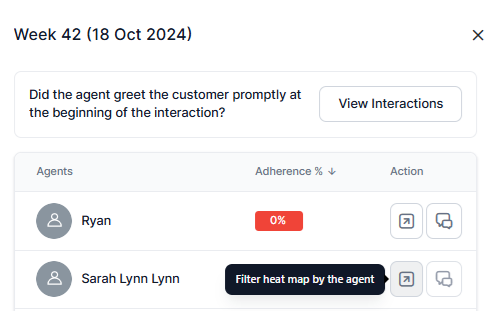 Week 42 (18 Oct 2024)
Did the agent greet the customer promptly at
the beginning of the interaction?
View Interactions
Agents Adherence % ↓ Action
Ryan 0%
Sarah Lynn Lynn Filter heat map by the agent